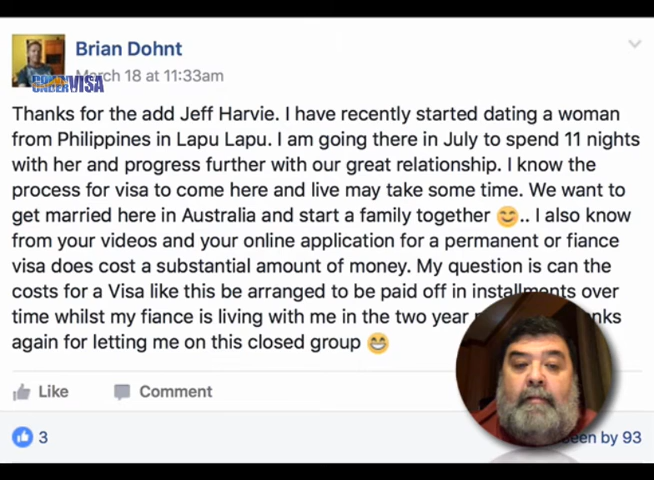 Brian Dohnt
March 18 at 11:33am
VISA
Thanks for the add Jeff Harvie. I have recently started dating a woman
from Philippines in Lapu Lapu. I am going there in July to spend 11 nights
with her and progress further with our great relationship. I know the
process for visa to come here and live may take some time. We want to
get married here in Australia and start a family together 😊.. I also know
from your videos and your online application for a permanent or fiance
visa does cost a substantial amount of money. My question is can the
costs for a Visa like this be arranged to be paid off in installments over
time whilst my fiance is living with me in the two year
again for letting me on this closed group 😁
Like Comment
3 seen by 93